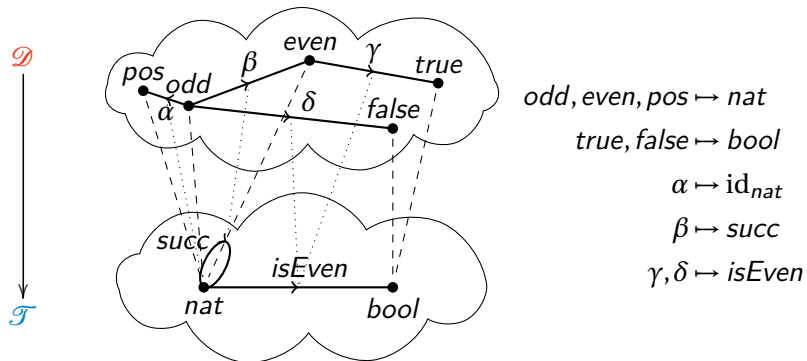 𝒟
𝒯
pos
odd
even
true
false
α
β
γ
δ
succ
isEven
nat
bool
odd, even, pos ↦ nat
true, false ↦ bool
α ↦ id_nat
β ↦ succ
γ, δ ↦ isEven